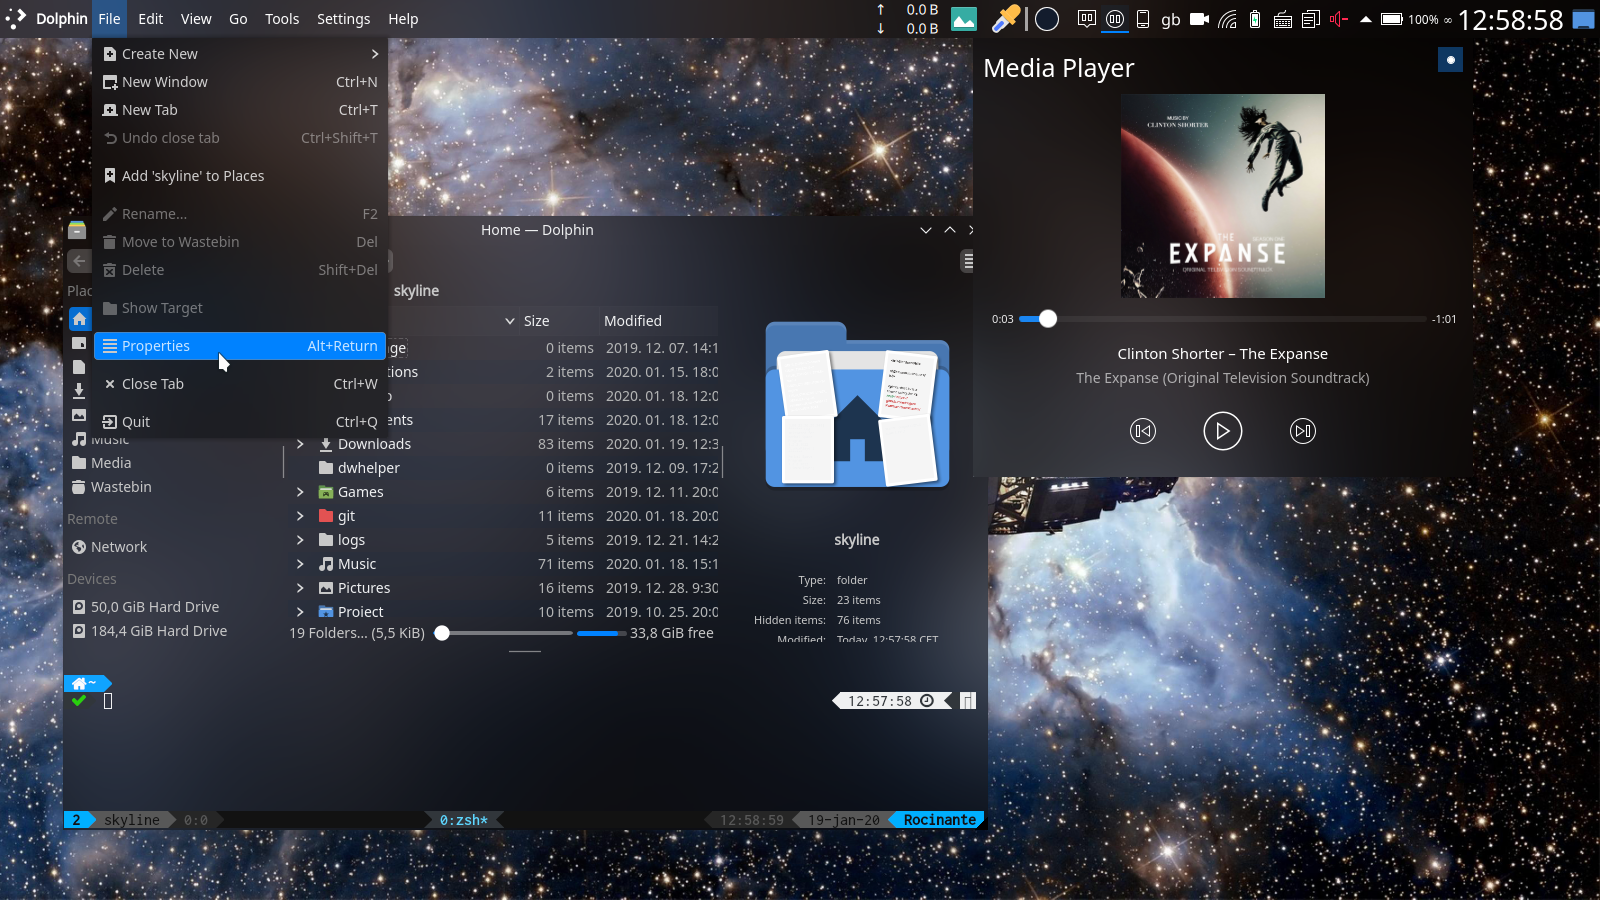 Dolphin File Edit View Go Tools Settings Help
0.0 B
0.0 B
gb
100% ∞
12:58:58
Create New
New Window Ctrl+N
New Tab Ctrl+T
Undo close tab Ctrl+Shift+T
Add 'skyline' to Places
Rename... F2
Move to Wastebin Del
Delete Shift+Del
Show Target
Properties Alt+Return
Close Tab Ctrl+W
Quit Ctrl+Q
Home — Dolphin
Plac
skyline
Size Modified
ge 0 items 2019. 12. 07. 14:1
tions 2 items 2020. 01. 15. 18:0
o 0 items 2020. 01. 18. 12:0
ents 17 items 2020. 01. 18. 12:0
Downloads 83 items 2020. 01. 19. 12:3
dwhelper 0 items 2019. 12. 09. 17:2
Games 6 items 2019. 12. 11. 20:0
git 11 items 2020. 01. 18. 20:0
logs 5 items 2019. 12. 21. 14:2
Music 71 items 2020. 01. 18. 15:1
Pictures 16 items 2019. 12. 28. 9:30
Project 10 items 2019. 10. 25. 20:0
19 Folders... (5,5 KiB) 33,8 GiB free
Music
Media
Wastebin
Remote
Network
Devices
50,0 GiB Hard Drive
184,4 GiB Hard Drive
skyline
Type: folder
Size: 23 items
Hidden items: 76 items
Modified: Today, 12:57:58 CET
~
12:57:58
2 skyline 0:0 0:zsh* 12:58:59 19-jan-20 Rocinante
Media Player
MUSIC BY
CLINTON SHORTER
THE
SEASON ONE
EXPANSE
ORIGINAL TELEVISION SOUNDTRACK
0:03 -1:01
Clinton Shorter – The Expanse
The Expanse (Original Television Soundtrack)